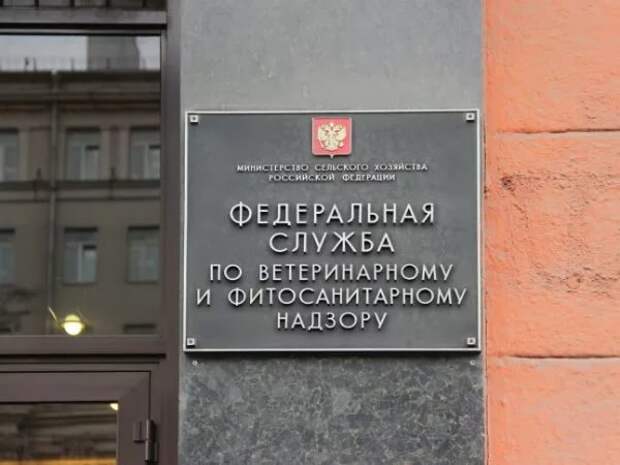 МИНИСТЕРСТВО СЕЛЬСКОГО ХОЗЯЙСТВА
РОССИЙСКОЙ ФЕДЕРАЦИИ
ФЕДЕРАЛЬНАЯ
СЛУЖБА
ПО ВЕТЕРИНАРНОМУ
И ФИТОСАНИТАРНОМУ
НАДЗОРУ